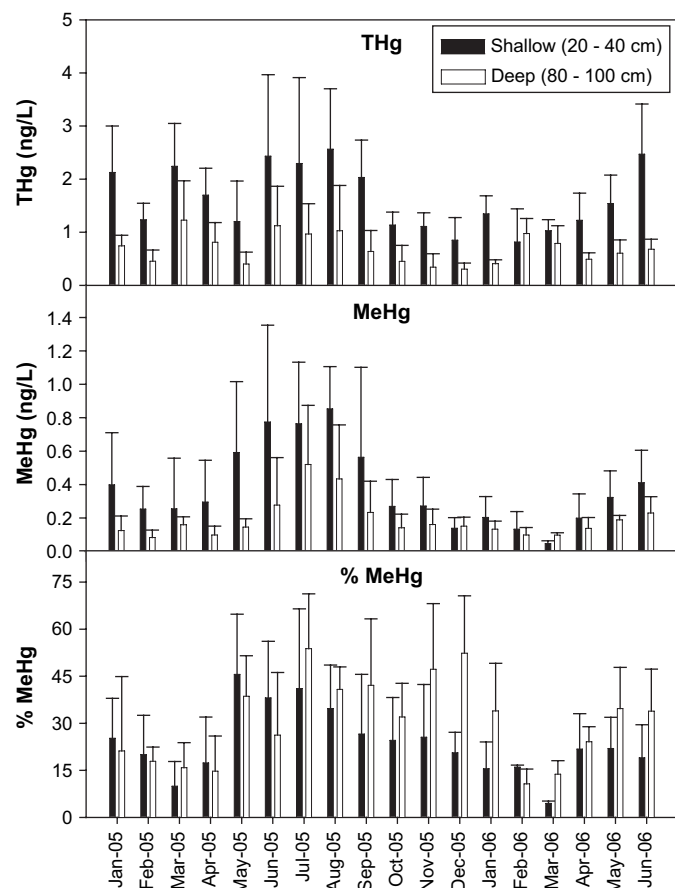 THg
Shallow (20 - 40 cm)
Deep (80 - 100 cm)
THg (ng/L)
5
4
3
2
1
0
MeHg
MeHg (ng/L)
1.4
1.2
1.0
0.8
0.6
0.4
0.2
0.0
% MeHg
% MeHg
75
60
45
30
15
0
Jan-05
Feb-05
Mar-05
Apr-05
May-05
Jun-05
Jul-05
Aug-05
Sep-05
Oct-05
Nov-05
Dec-05
Jan-06
Feb-06
Mar-06
Apr-06
May-06
Jun-06